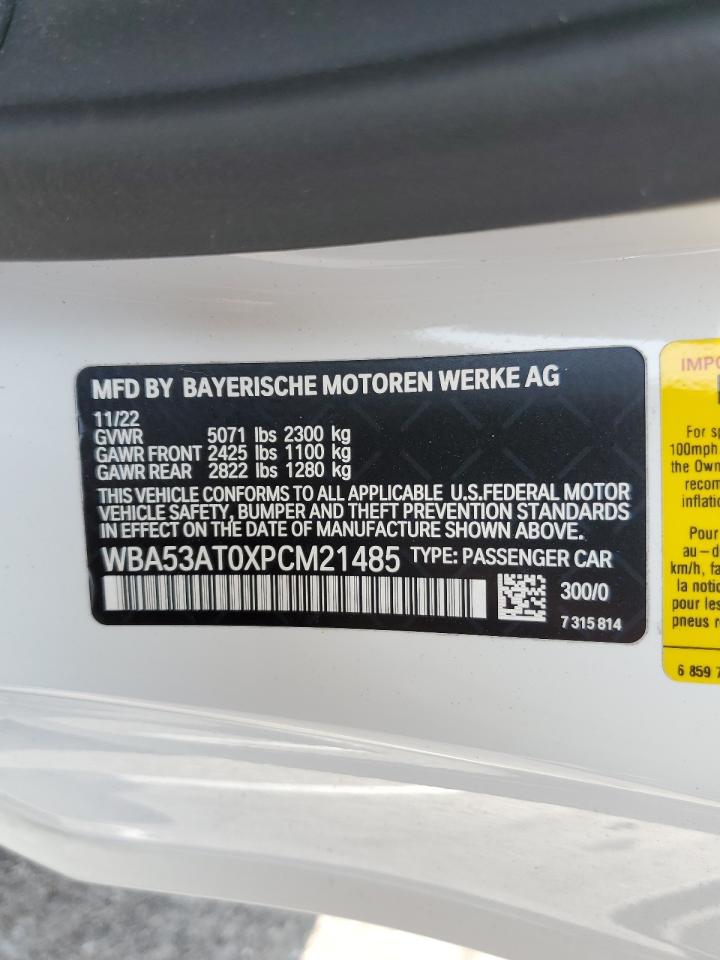 MFD BY BAYERISCHE MOTOREN WERKE AG
11/22
GVWR 5071 lbs 2300 kg
GAWR FRONT 2425 lbs 1100 kg
GAWR REAR 2822 lbs 1280 kg
THIS VEHICLE CONFORMS TO ALL APPLICABLE U.S.FEDERAL MOTOR
VEHICLE SAFETY, BUMPER AND THEFT PREVENTION STANDARDS
IN EFFECT ON THE DATE OF MANUFACTURE SHOWN ABOVE.
WBA53AT0XPCM21485 TYPE: PASSENGER CAR
300/0
7 315 814
For
100mph
the Own
recom
inflatio
Pour
au-d
km/h, fa
la notic
pour les
pneus r
6 859 7